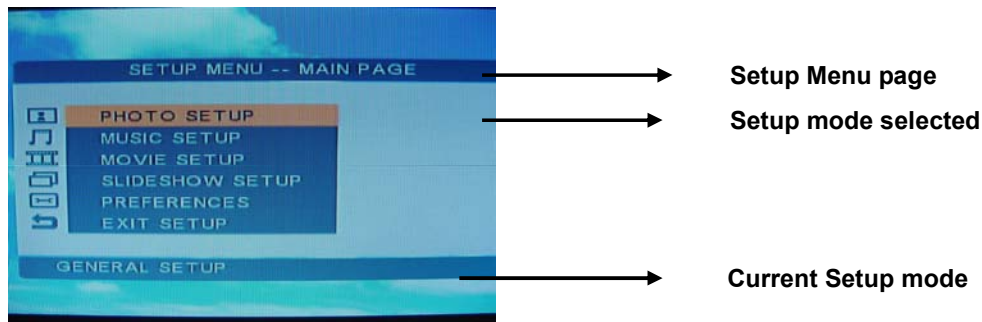 SETUP MENU -- MAIN PAGE
Setup Menu page
PHOTO SETUP
Setup mode selected
MUSIC SETUP
MOVIE SETUP
SLIDESHOW SETUP
PREFERENCES
EXIT SETUP
GENERAL SETUP
Current Setup mode